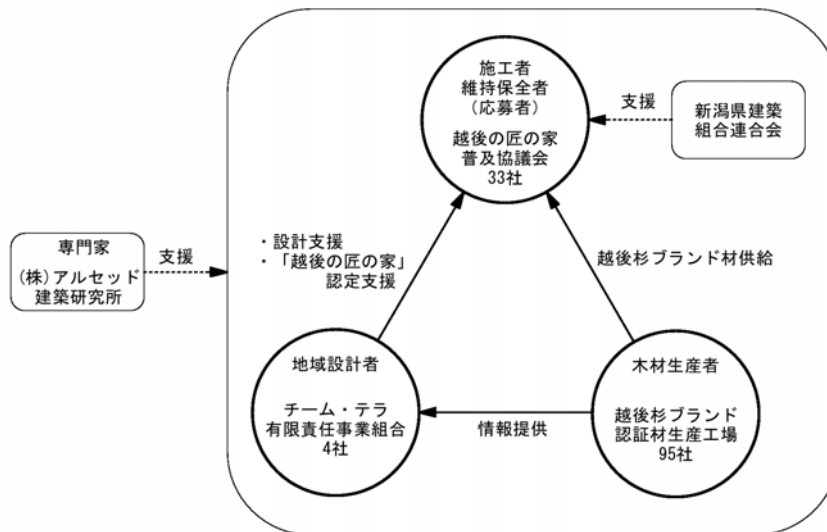 施工者
維持保全者
(応募者)
越後の匠の家
普及協議会
33社
支援
新潟県建築
組合連合会
専門家
(株)アルセッド
建築研究所
支援
・設計支援
・「越後の匠の家」
認定支援
越後杉ブランド材供給
地域設計者
チーム・テラ
有限責任事業組合
4社
情報提供
木材生産者
越後杉ブランド
認証材生産工場
95社